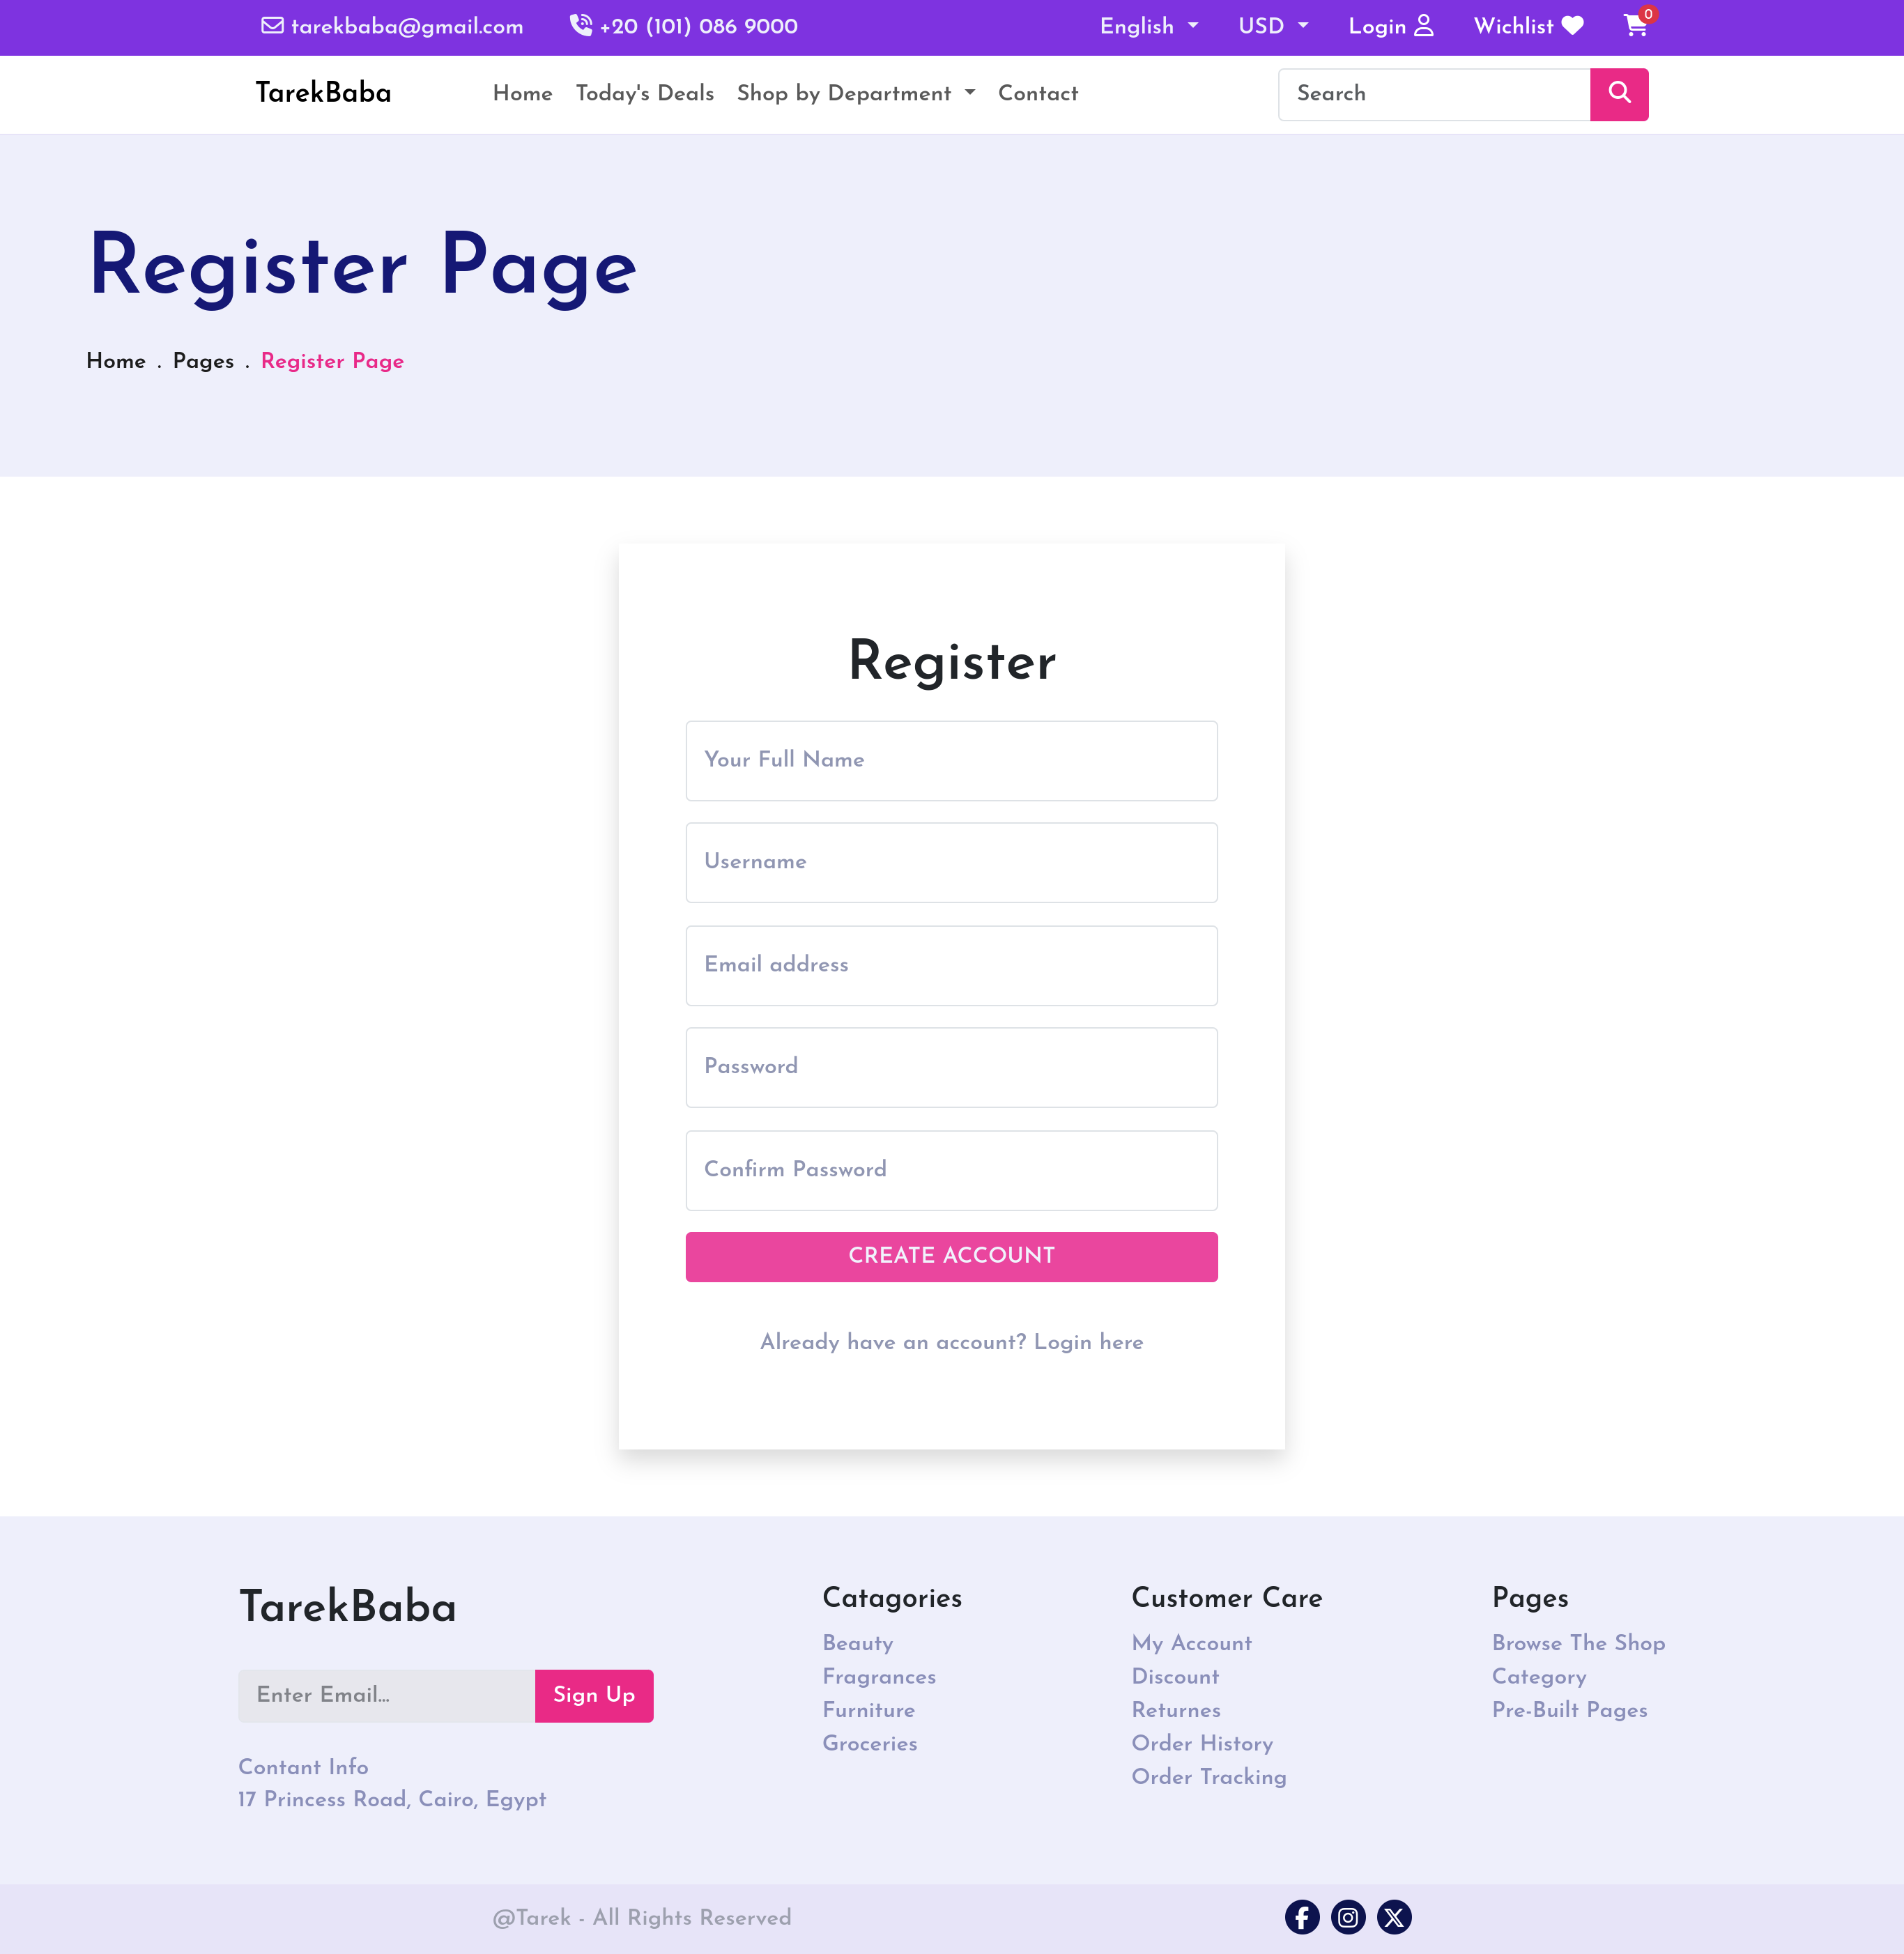 tarekbaba@gmail.com +20 (101) 086 9000 English USD Login Wichlist 0
TarekBaba Home Today's Deals Shop by Department Contact Search
Register Page
Home . Pages . Register Page
Register
Your Full Name
Username
Email address
Password
Confirm Password
CREATE ACCOUNT
Already have an account? Login here
TarekBaba
Enter Email... Sign Up
Contant Info
17 Princess Road, Cairo, Egypt
Catagories
Beauty
Fragrances
Furniture
Groceries
Customer Care
My Account
Discount
Returnes
Order History
Order Tracking
Pages
Browse The Shop
Category
Pre-Built Pages
@Tarek - All Rights Reserved